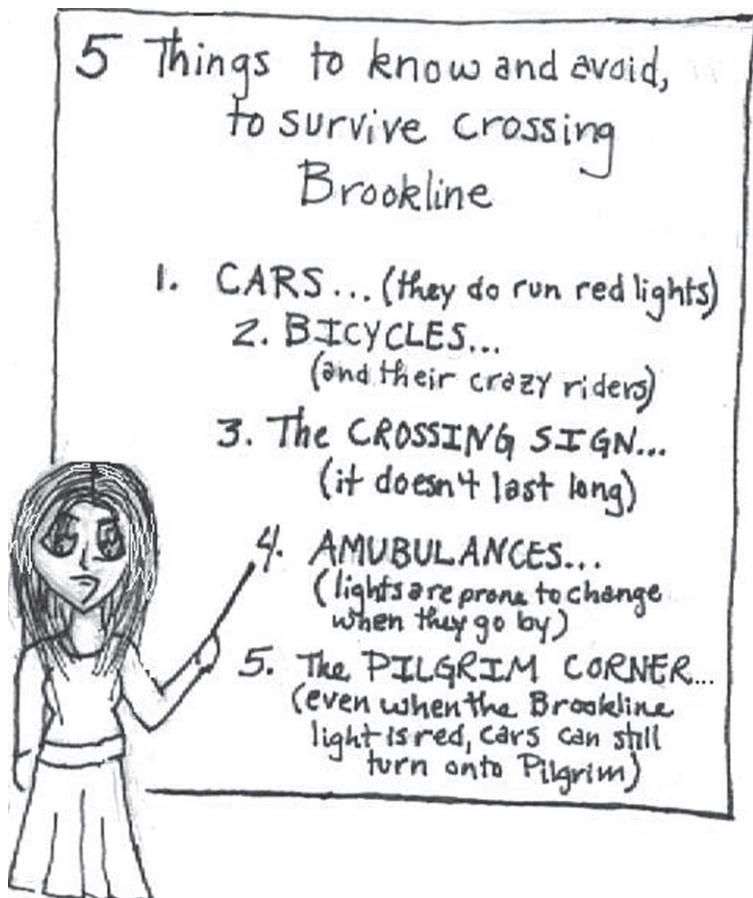 5 Things to know and avoid,
to survive crossing
Brookline
1. CARS... (they do run red lights)
2. BICYCLES...
(and their crazy riders)
3. The CROSSING SIGN...
(it doesn't last long)
4. AMUBULANCES...
(lights are prone to change
when they go by)
5. The PILGRIM CORNER...
(even when the Brookline
light is red, cars can still
turn onto Pilgrim)